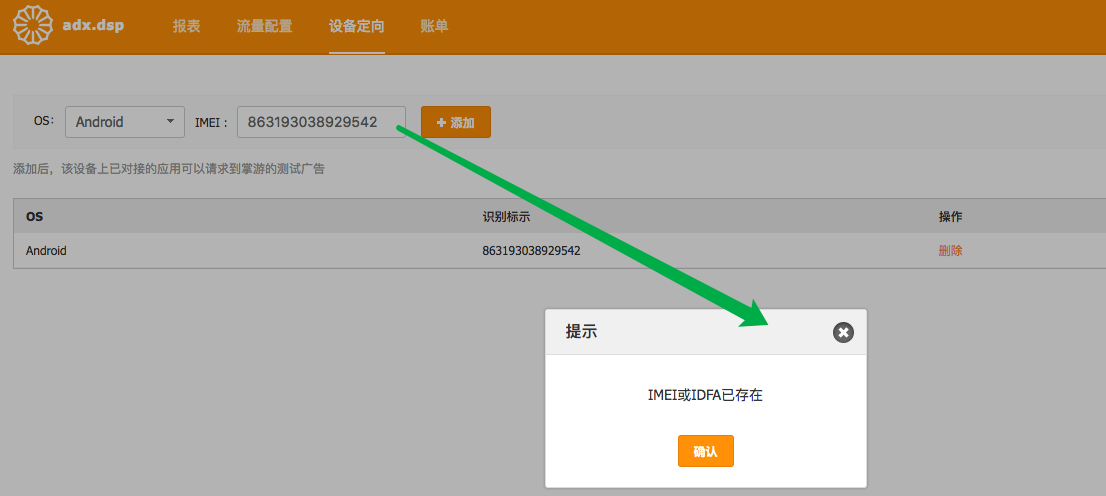 adx.dsp 报表 流量配置 设备定向 账单
OS: Android IMEI： 863193038929542 添加
添加后，该设备上已对接的应用可以请求到掌游的测试广告
OS 识别标示 操作
Android 863193038929542 删除
提示
IMEI或IDFA已存在
确认